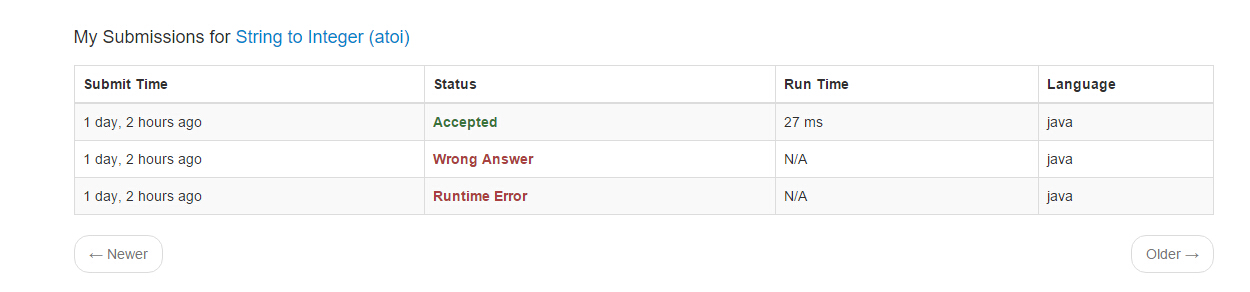 My Submissions for String to Integer (atoi)
Submit Time Status Run Time Language
1 day, 2 hours ago Accepted 27 ms java
1 day, 2 hours ago Wrong Answer N/A java
1 day, 2 hours ago Runtime Error N/A java
← Newer Older →